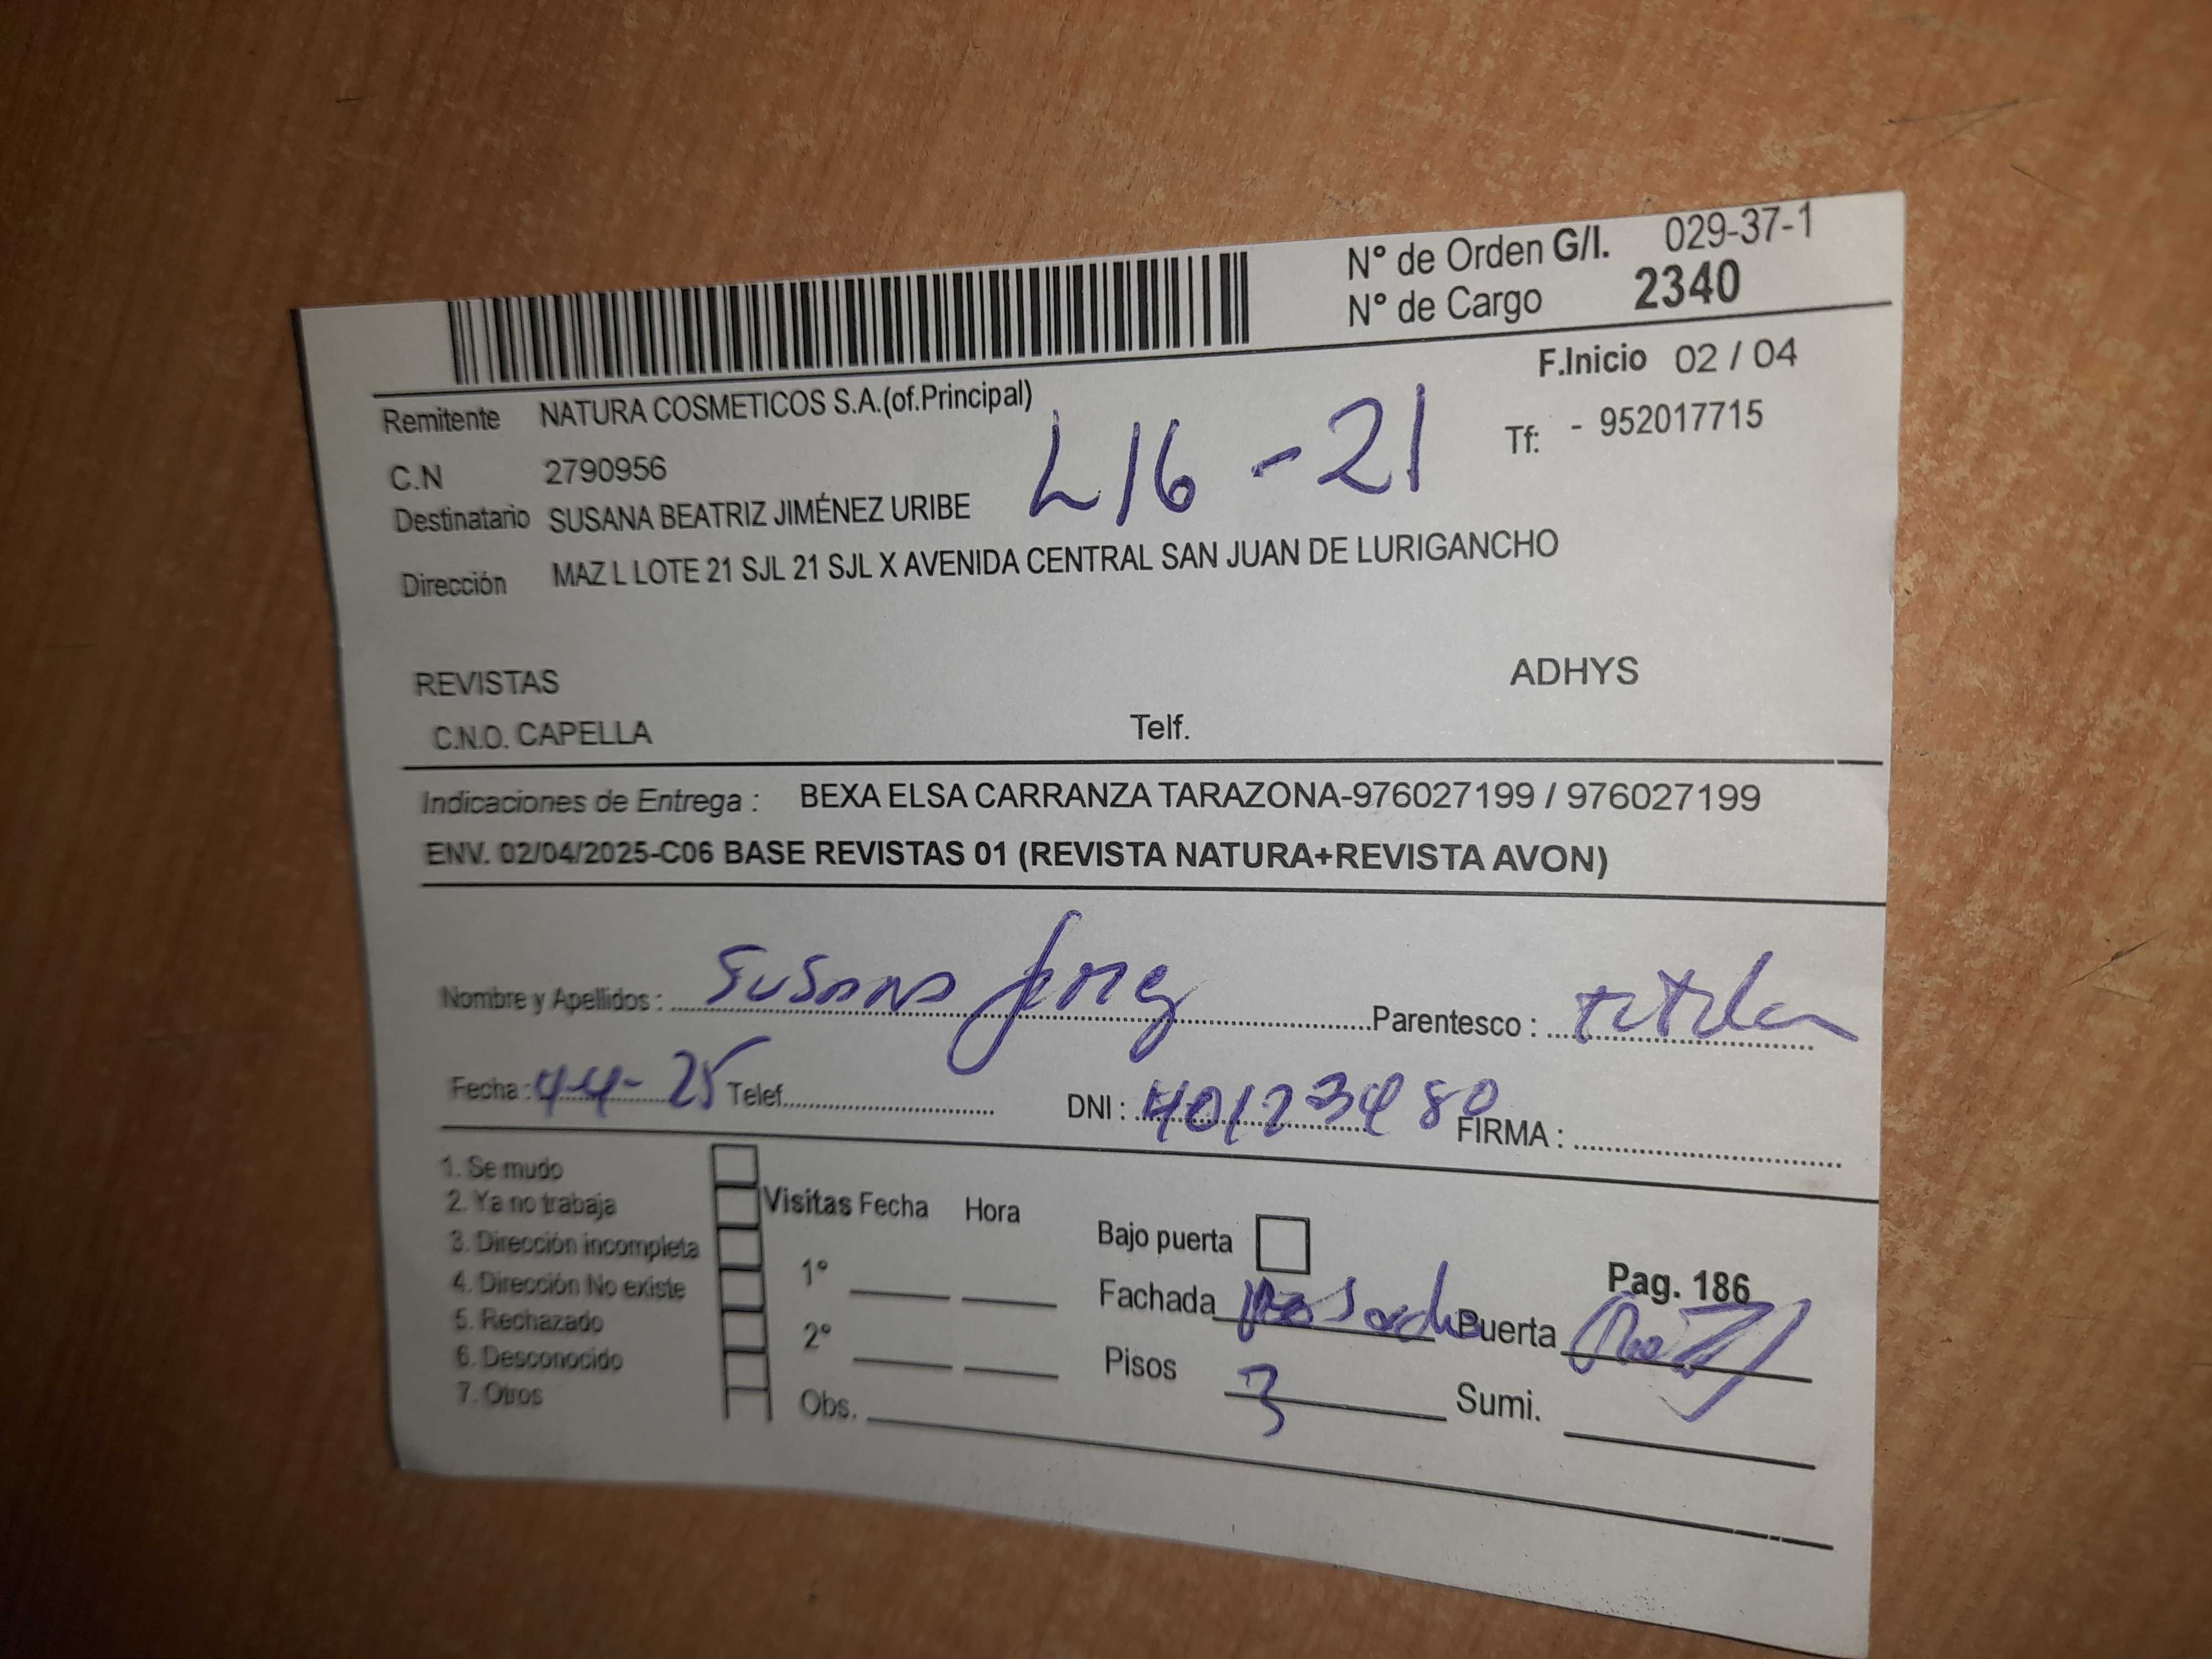 N° de Orden G/I. 029-37-1
N° de Cargo 2340
F.Inicio 02 / 04
Remitente NATURA COSMETICOS S.A.(of.Principal)
Tf: - 952017715
C.N 2790956
L16-21
Destinatario SUSANA BEATRIZ JIMÉNEZ URIBE
Dirección MAZ L LOTE 21 SJL 21 SJL X AVENIDA CENTRAL SAN JUAN DE LURIGANCHO
REVISTAS ADHYS
C.N.O. CAPELLA Telf.
Indicaciones de Entrega : BEXA ELSA CARRANZA TARAZONA-976027199 / 976027199
ENV. 02/04/2025-C06 BASE REVISTAS 01 (REVISTA NATURA+REVISTA AVON)
Nombre y Apellidos : Susana Parentesco : titular
Fecha : 4-4-25 Telef. DNI : 40123480 FIRMA :
1. Se mudo
2. Ya no trabaja
3. Dirección incompleta
4. Dirección No existe
5. Rechazado
6. Desconocido
7. Otros
Visitas Fecha Hora
1°
2°
Obs.
Bajo puerta
Pag. 186
Fachada Puerta
Pisos 3 Sumi.